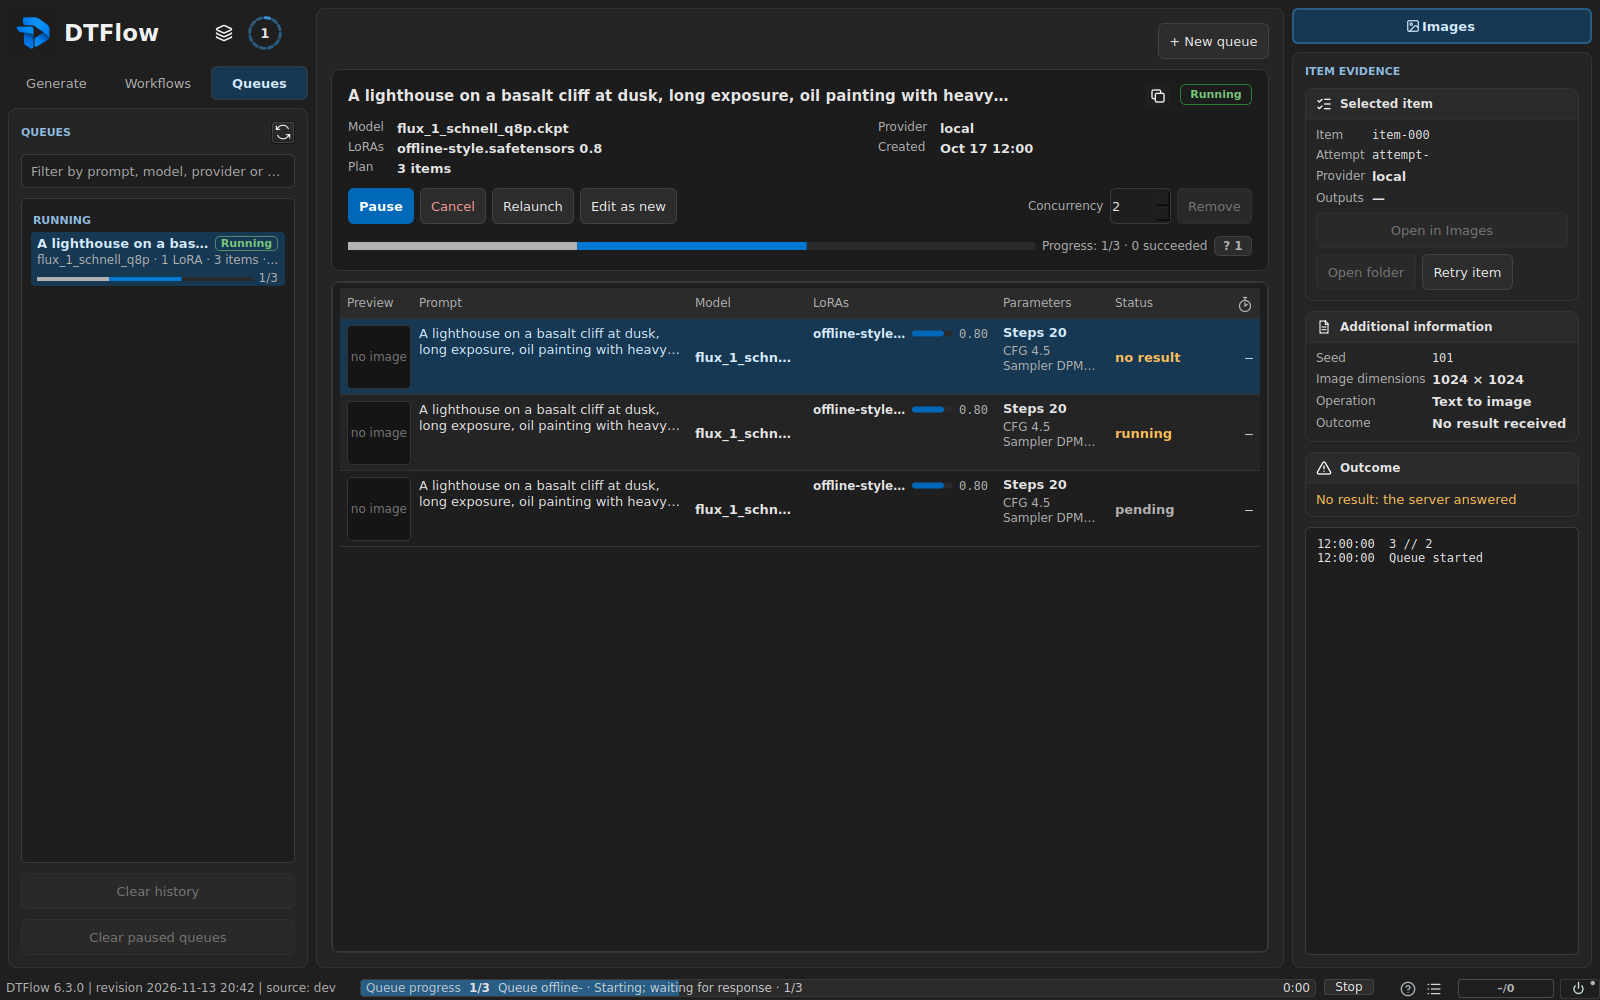 DTFlow
1
Generate
Workflows
Queues
QUEUES
Filter by prompt, model, provider or ...
RUNNING
A lighthouse on a bas... Running
flux_1_schnell_q8p · 1 LoRA · 3 items ·...
1/3
Clear history
Clear paused queues
+ New queue
A lighthouse on a basalt cliff at dusk, long exposure, oil painting with heavy...
Running
Model flux_1_schnell_q8p.ckpt
Provider local
LoRAs offline-style.safetensors 0.8
Created Oct 17 12:00
Plan 3 items
Pause
Cancel
Relaunch
Edit as new
Concurrency 2
Remove
Progress: 1/3 · 0 succeeded ? 1
Preview Prompt Model LoRAs Parameters Status
no image
A lighthouse on a basalt cliff at dusk,
long exposure, oil painting with heavy...
flux_1_schn...
offline-style... 0.80
Steps 20
CFG 4.5
Sampler DPM...
no result
–
no image
A lighthouse on a basalt cliff at dusk,
long exposure, oil painting with heavy...
flux_1_schn...
offline-style... 0.80
Steps 20
CFG 4.5
Sampler DPM...
running
–
no image
A lighthouse on a basalt cliff at dusk,
long exposure, oil painting with heavy...
flux_1_schn...
offline-style... 0.80
Steps 20
CFG 4.5
Sampler DPM...
pending
–
Images
ITEM EVIDENCE
Selected item
Item item-000
Attempt attempt-
Provider local
Outputs —
Open in Images
Open folder
Retry item
Additional information
Seed 101
Image dimensions 1024 × 1024
Operation Text to image
Outcome No result received
Outcome
No result: the server answered
12:00:00 3 // 2
12:00:00 Queue started
DTFlow 6.3.0 | revision 2026-11-13 20:42 | source: dev
Queue progress 1/3 Queue offline- · Starting; waiting for response · 1/3
0:00
Stop
–/0